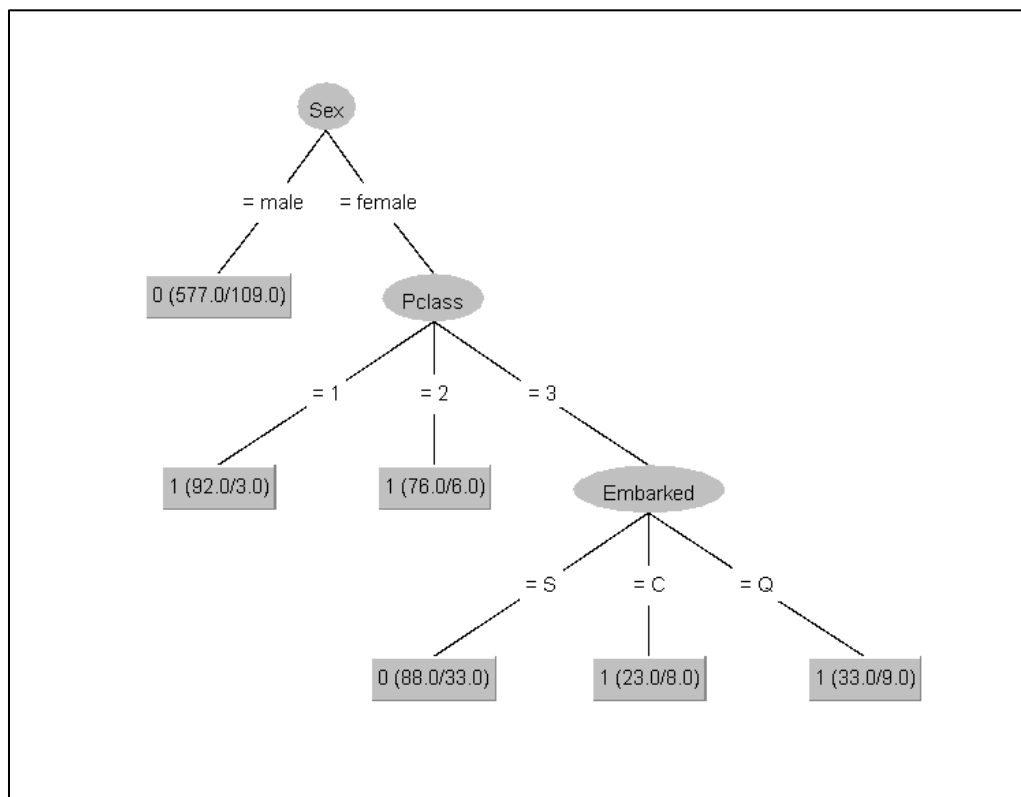 Sex
= male
= female
0 (577.0/109.0)
Pclass
= 1
= 2
= 3
1 (92.0/3.0)
1 (76.0/6.0)
Embarked
= S
= C
= Q
0 (88.0/33.0)
1 (23.0/8.0)
1 (33.0/9.0)